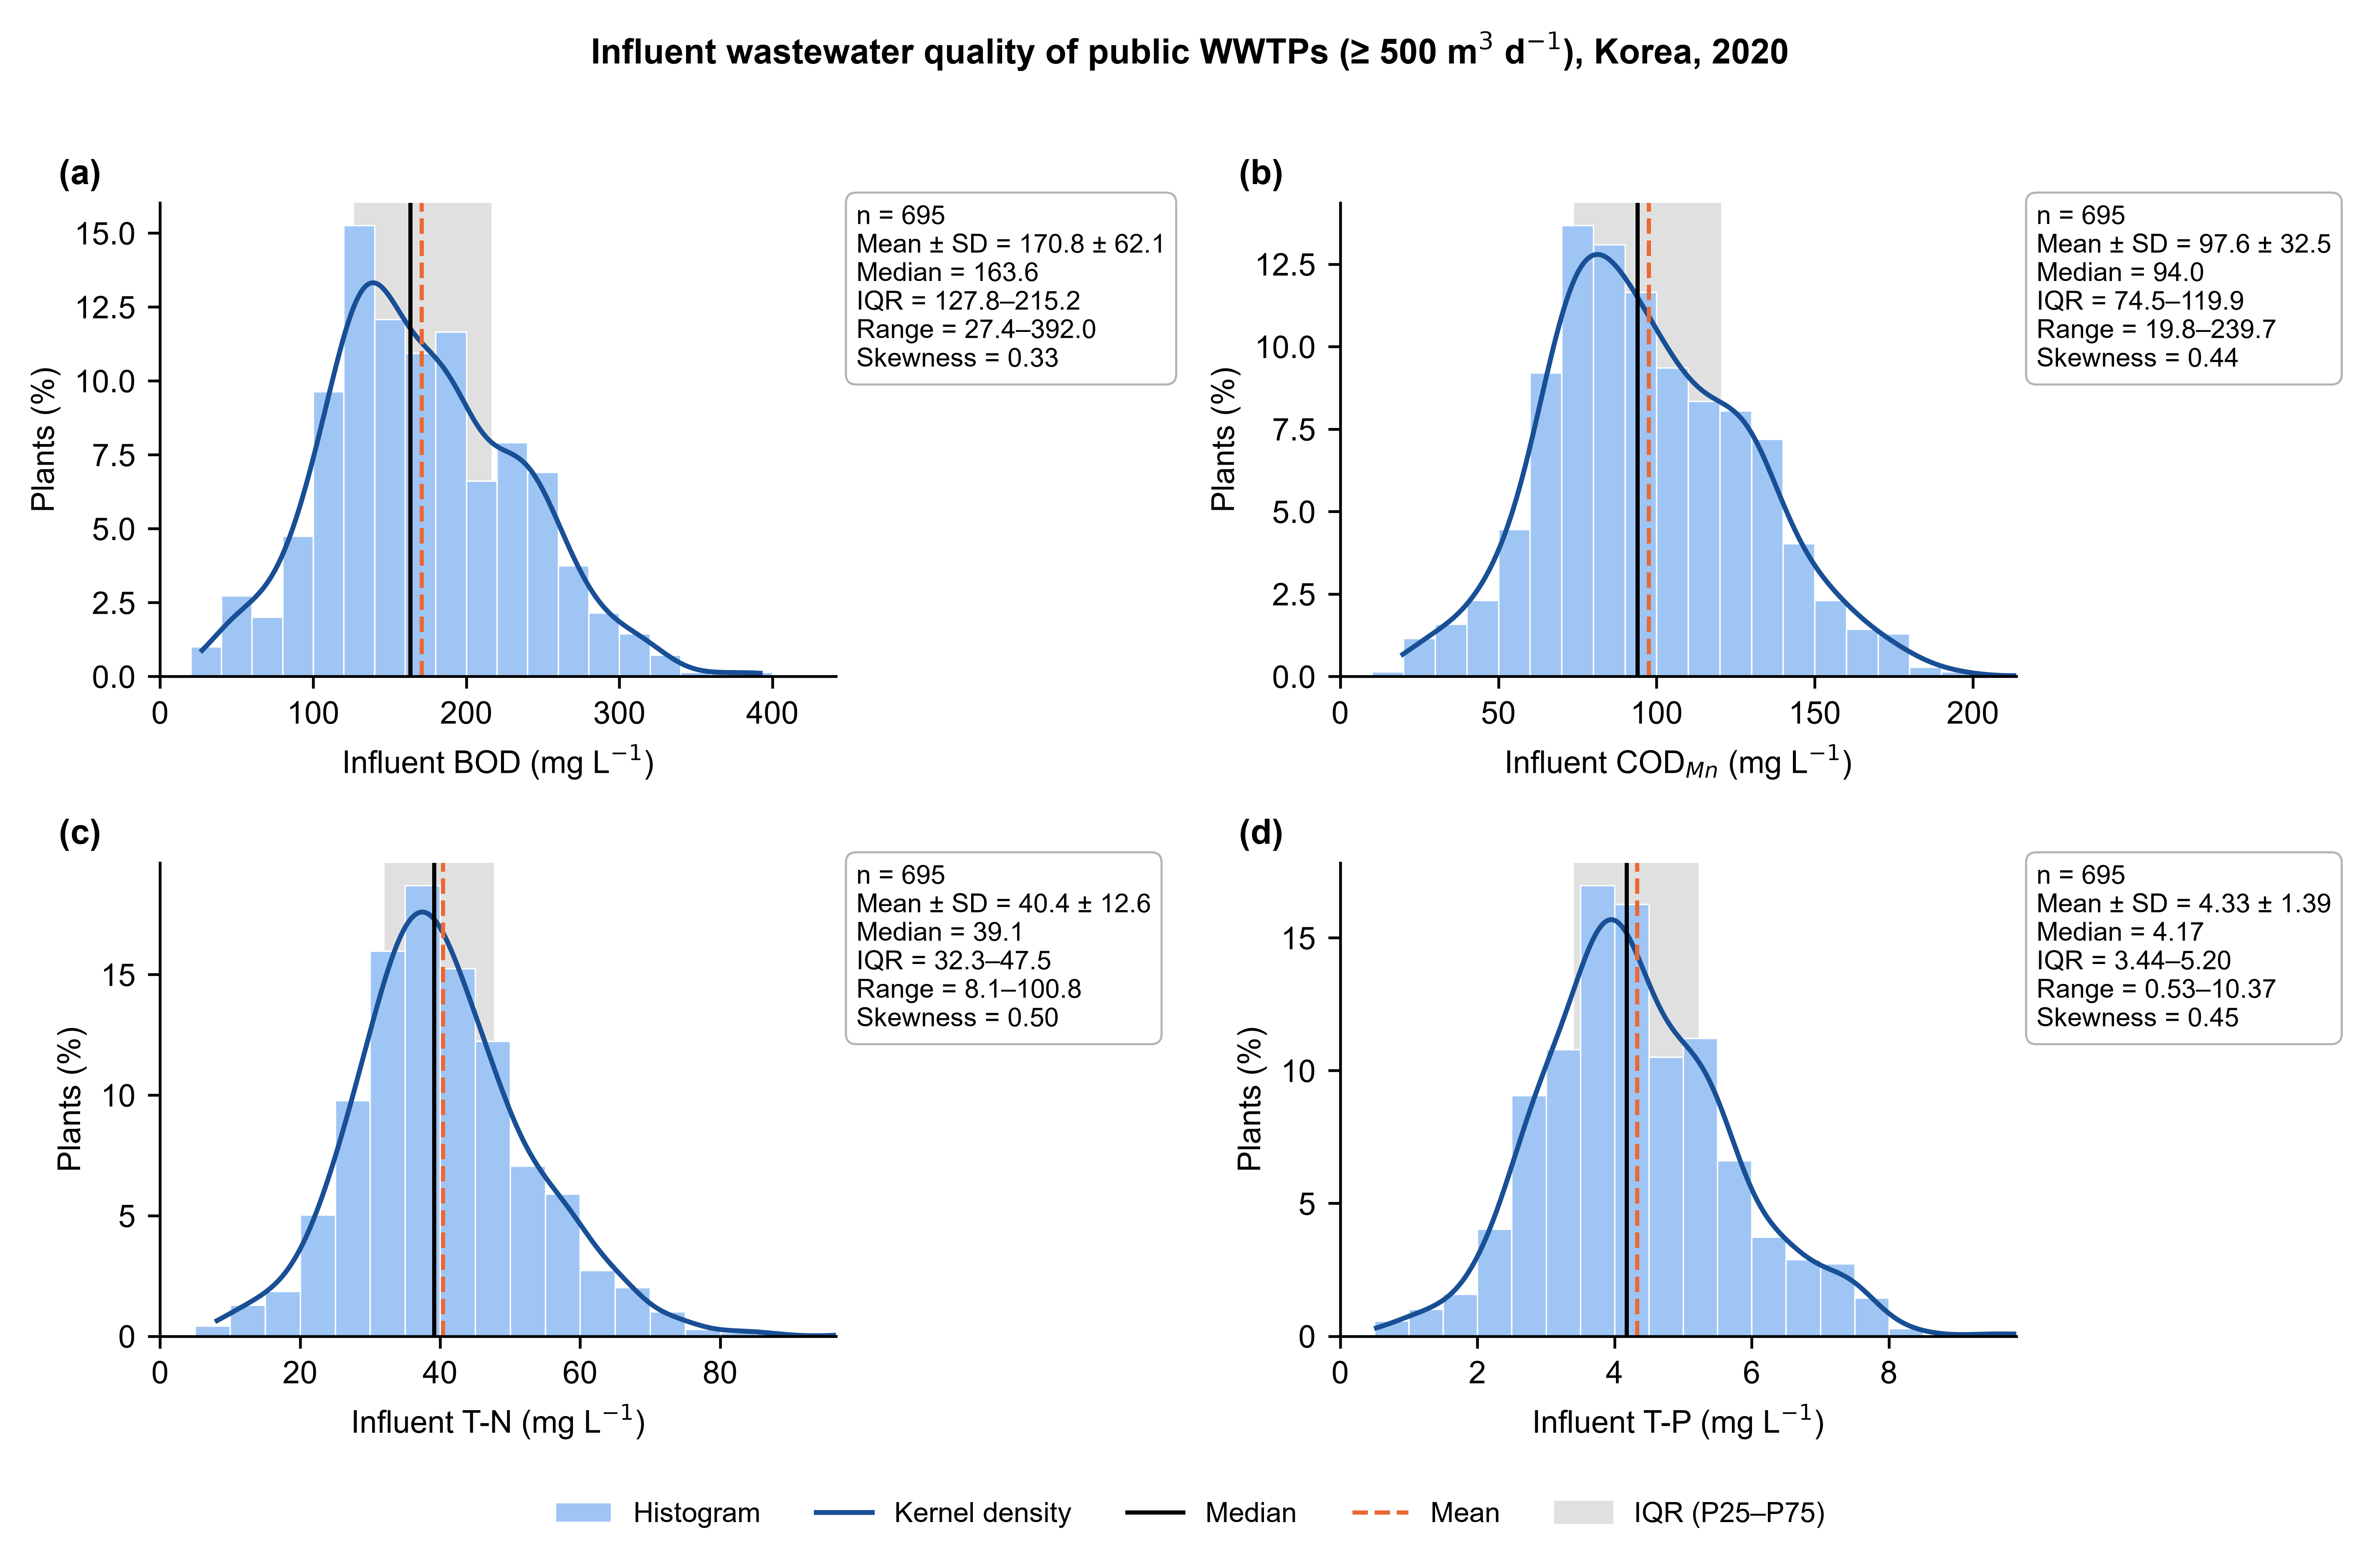 Influent wastewater quality of public WWTPs (≥ 500 m³ d⁻¹), Korea, 2020
(a)
Plants (%)
15.0
12.5
10.0
7.5
5.0
2.5
0.0
0 100 200 300 400
Influent BOD (mg L⁻¹)
n = 695
Mean ± SD = 170.8 ± 62.1
Median = 163.6
IQR = 127.8–215.2
Range = 27.4–392.0
Skewness = 0.33
(b)
Plants (%)
12.5
10.0
7.5
5.0
2.5
0.0
0 50 100 150 200
Influent COD_Mn (mg L⁻¹)
n = 695
Mean ± SD = 97.6 ± 32.5
Median = 94.0
IQR = 74.5–119.9
Range = 19.8–239.7
Skewness = 0.44
(c)
Plants (%)
15
10
5
0
0 20 40 60 80
Influent T-N (mg L⁻¹)
n = 695
Mean ± SD = 40.4 ± 12.6
Median = 39.1
IQR = 32.3–47.5
Range = 8.1–100.8
Skewness = 0.50
(d)
Plants (%)
15
10
5
0
0 2 4 6 8
Influent T-P (mg L⁻¹)
n = 695
Mean ± SD = 4.33 ± 1.39
Median = 4.17
IQR = 3.44–5.20
Range = 0.53–10.37
Skewness = 0.45
Histogram Kernel density Median Mean IQR (P25–P75)